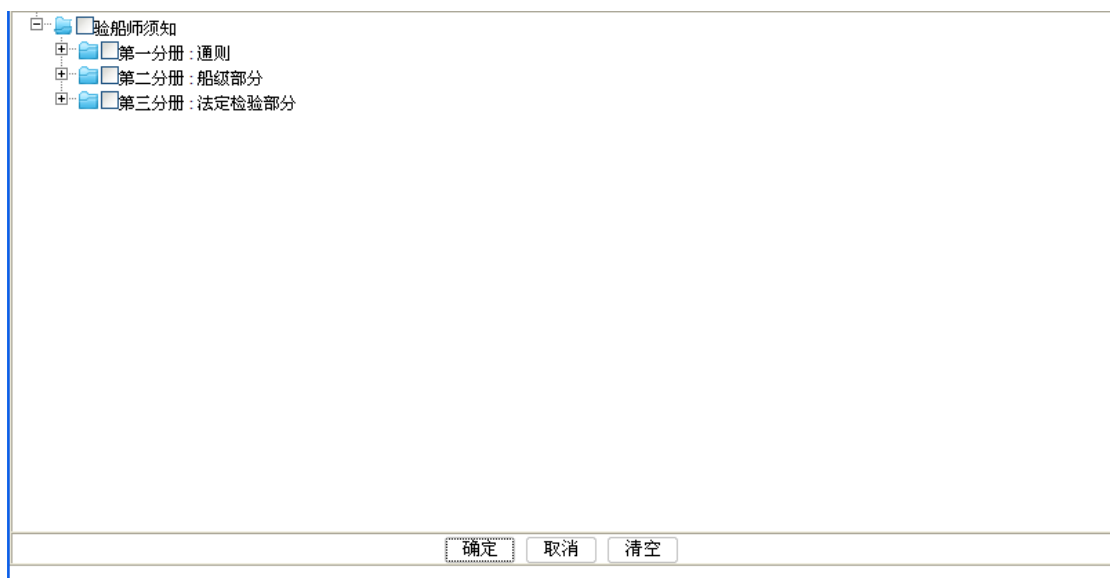 验船师须知
第一分册 : 通则
第二分册 : 船级部分
第三分册 : 法定检验部分
确定 取消 清空